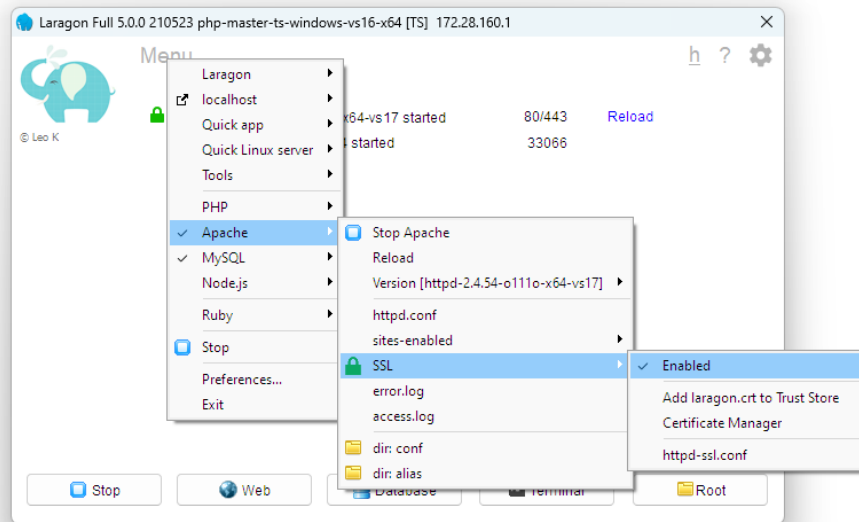 Laragon Full 5.0.0 210523 php-master-ts-windows-vs16-x64 [TS] 172.28.160.1
Menu
h ?
© Leo K
x64-vs17 started 80/443 Reload
started 33066
Laragon
localhost
Quick app
Quick Linux server
Tools
PHP
Apache
MySQL
Node.js
Ruby
Stop
Preferences...
Exit
Stop Apache
Reload
Version [httpd-2.4.54-o111o-x64-vs17]
httpd.conf
sites-enabled
SSL
error.log
access.log
dir: conf
dir: alias
Enabled
Add laragon.crt to Trust Store
Certificate Manager
httpd-ssl.conf
Stop Web Database Terminal Root